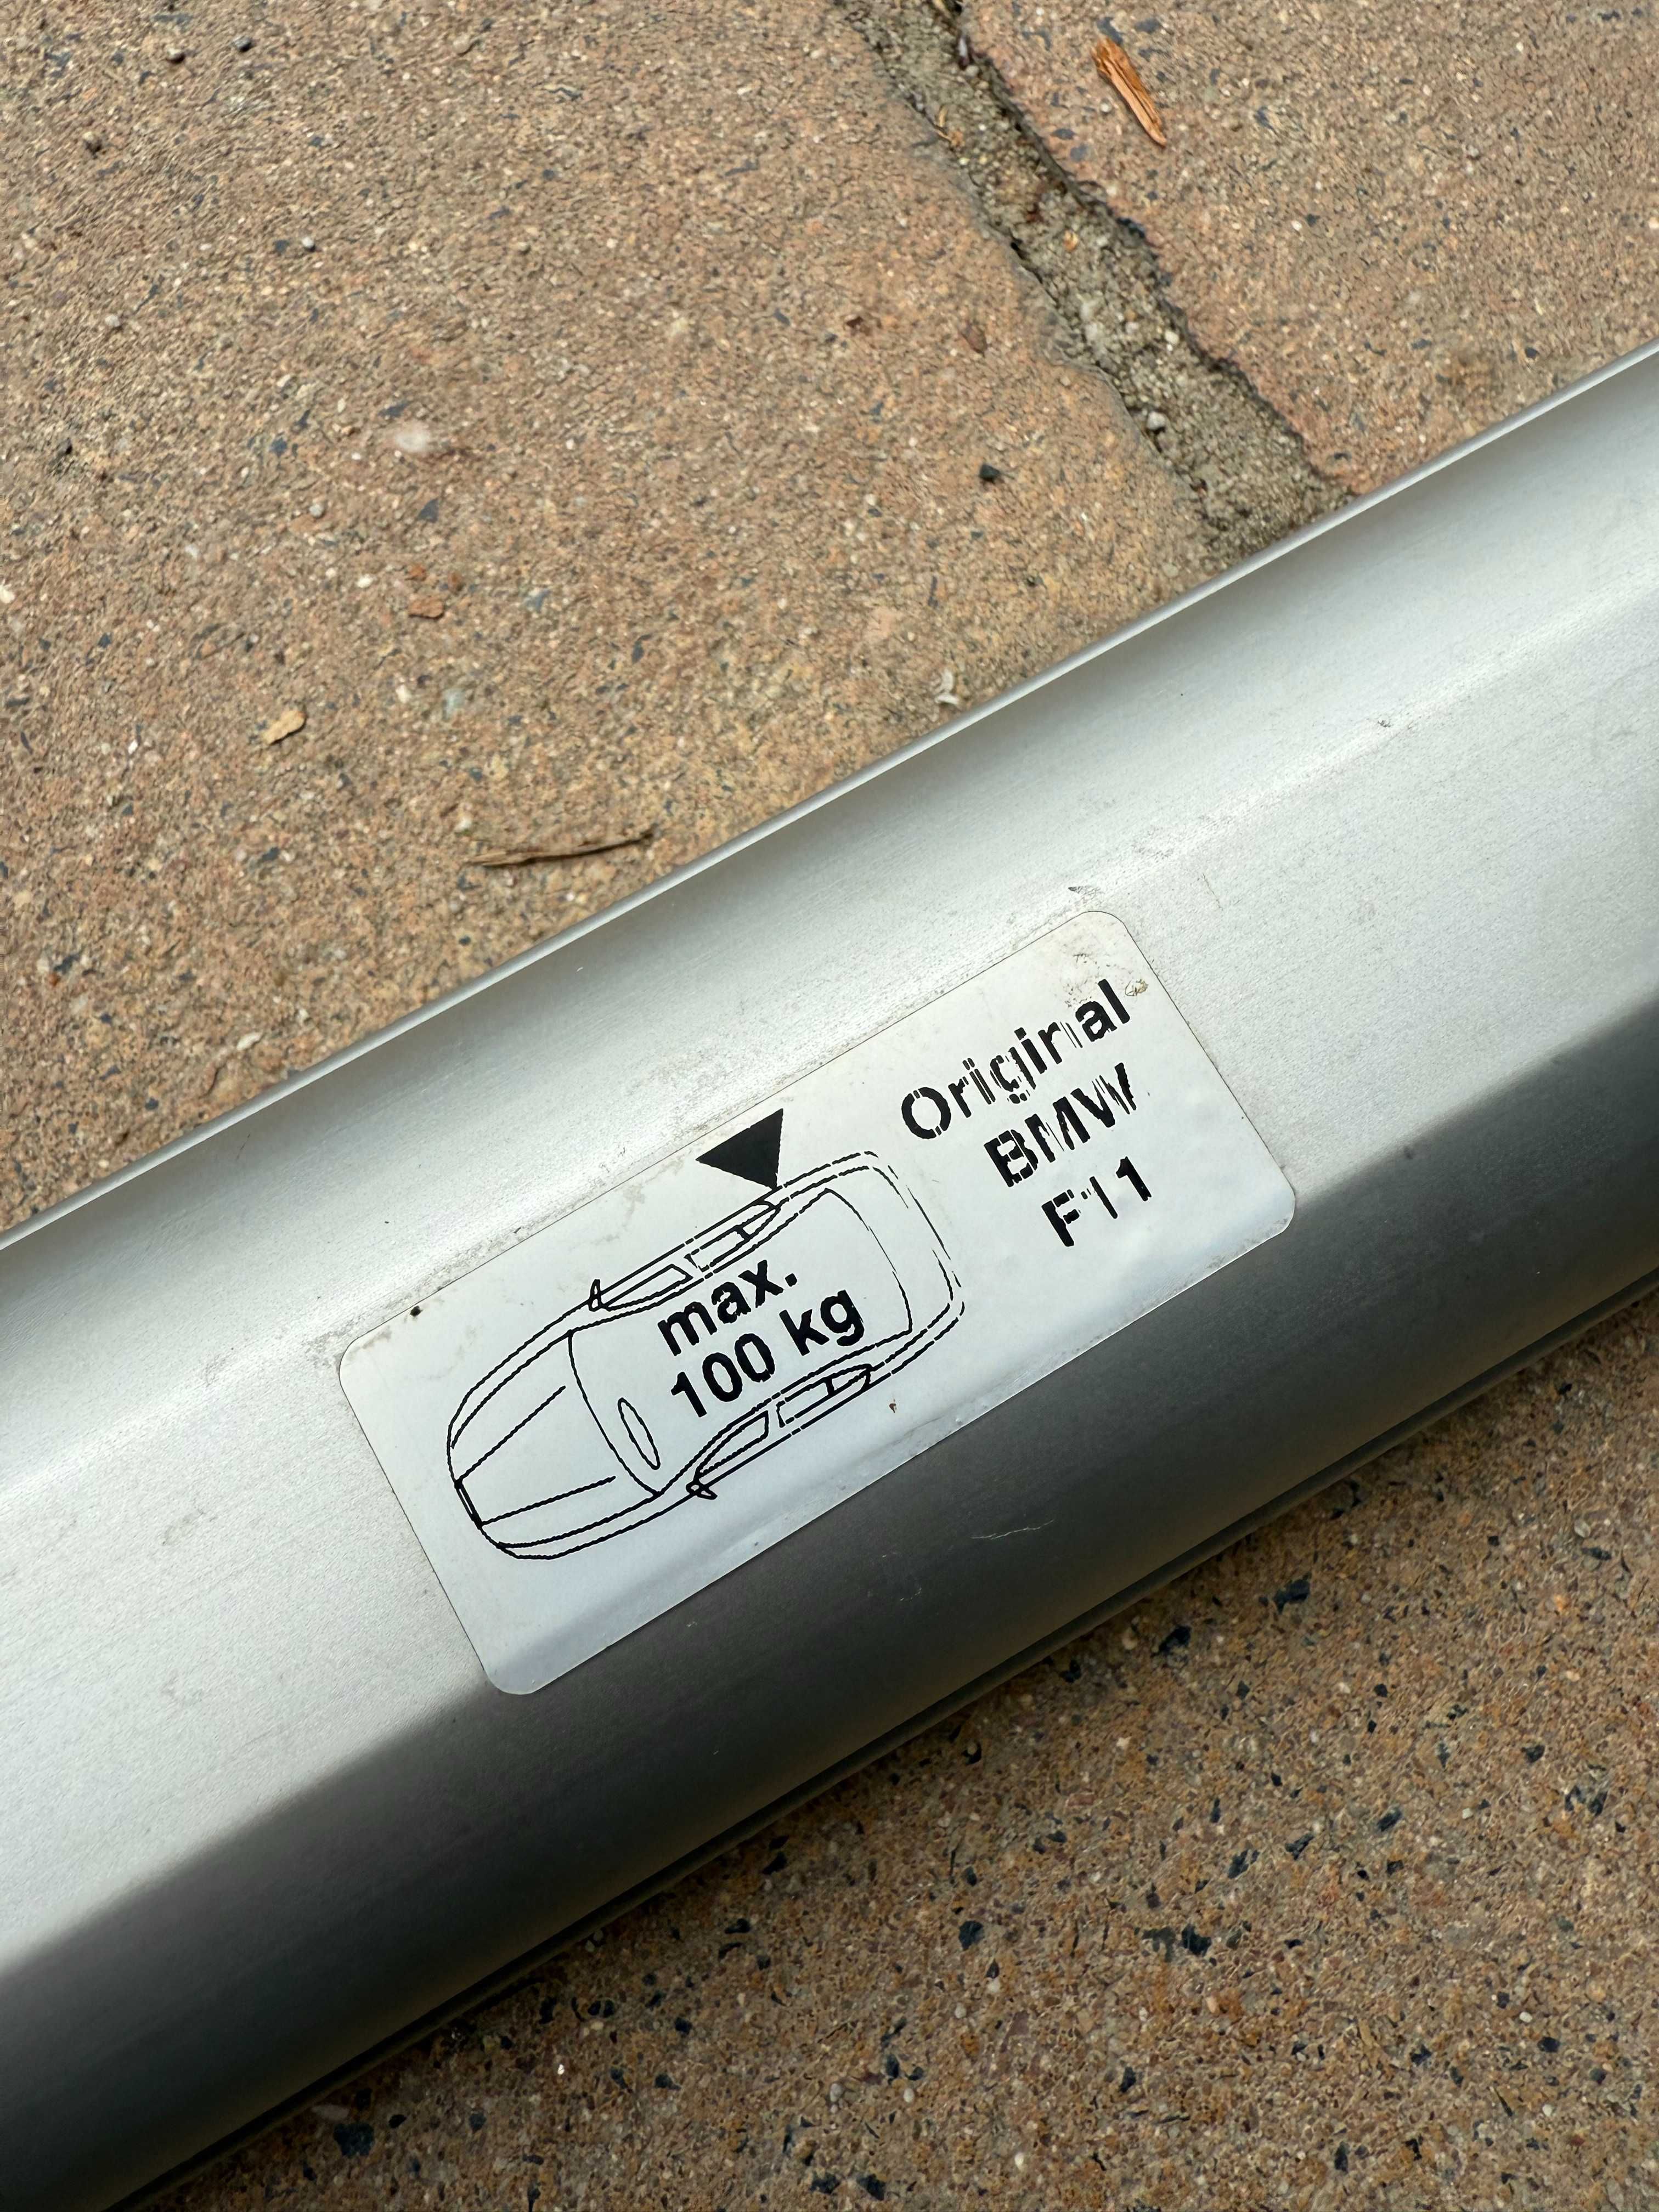 max.
100 kg
Original
BMW
F11